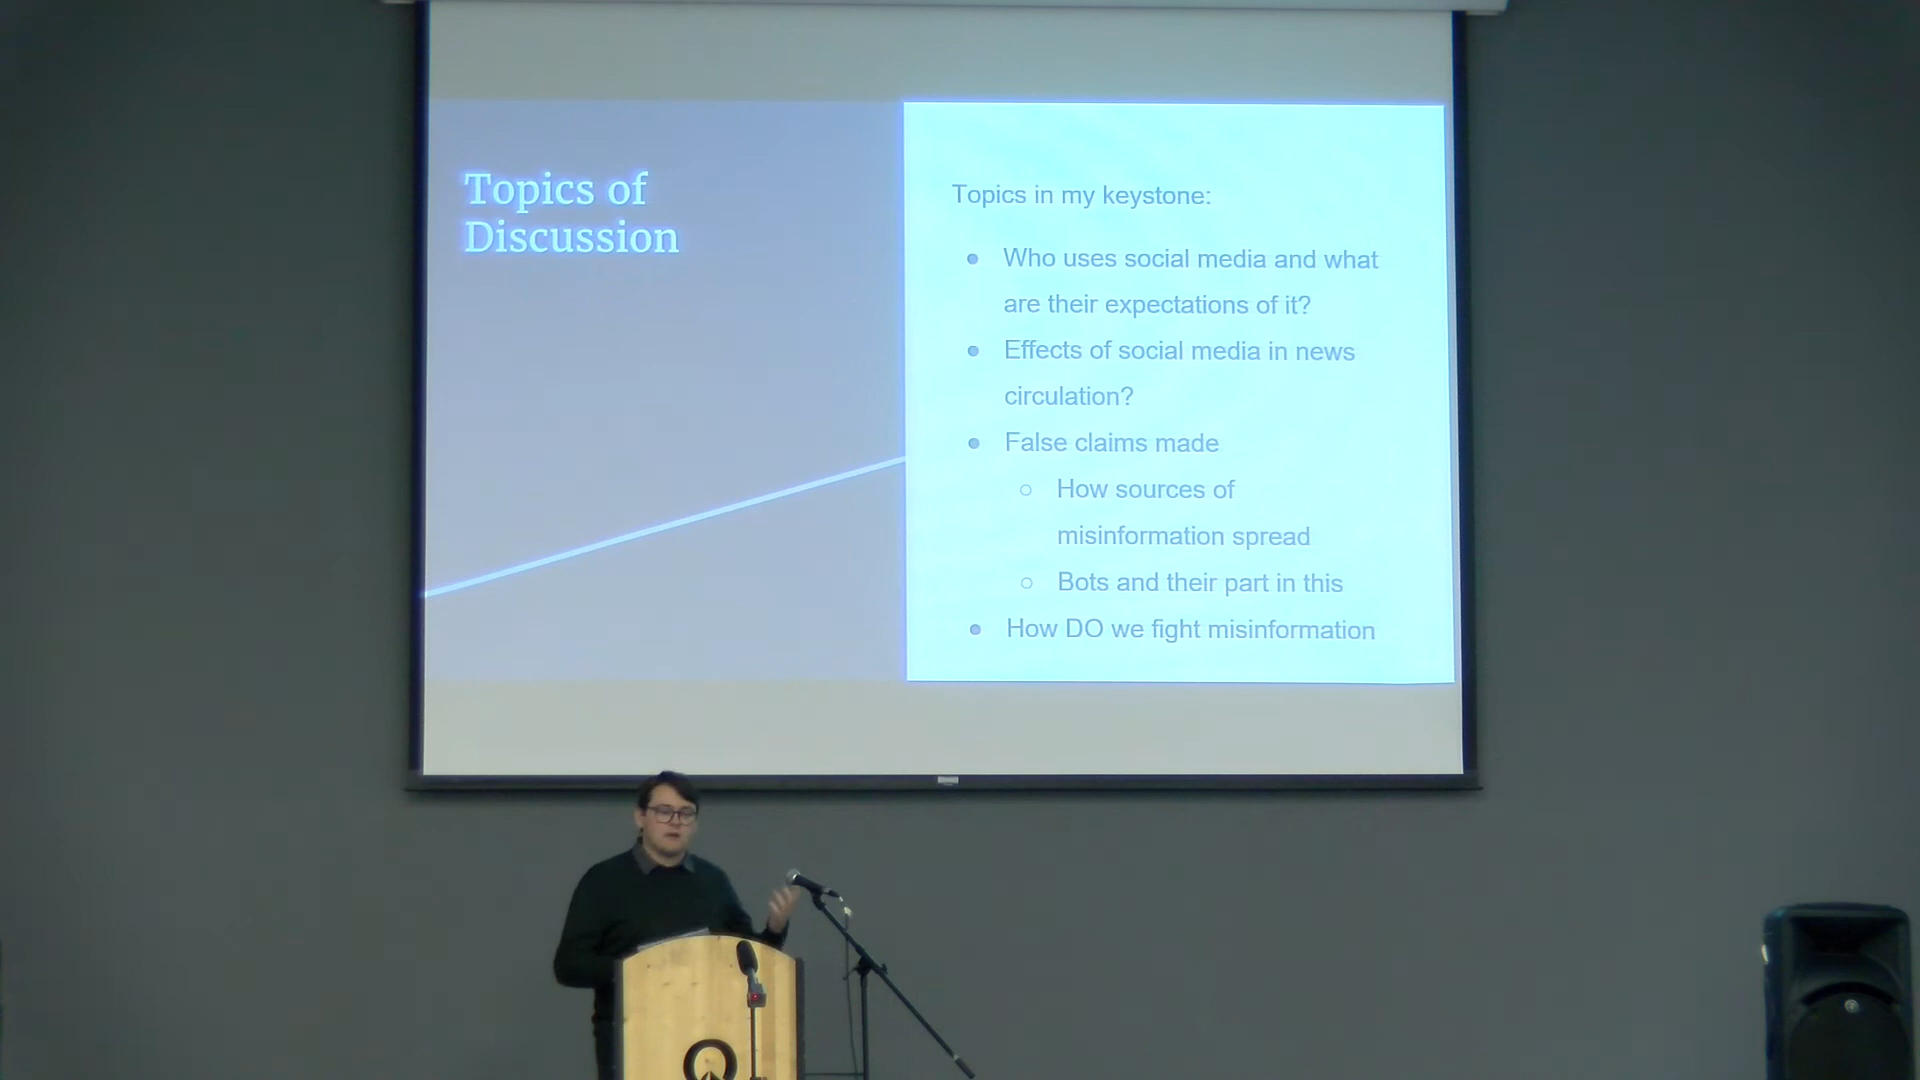 Topics of
Discussion
Topics in my keystone:
● Who uses social media and what
are their expectations of it?
● Effects of social media in news
circulation?
● False claims made
○ How sources of
misinformation spread
○ Bots and their part in this
● How DO we fight misinformation